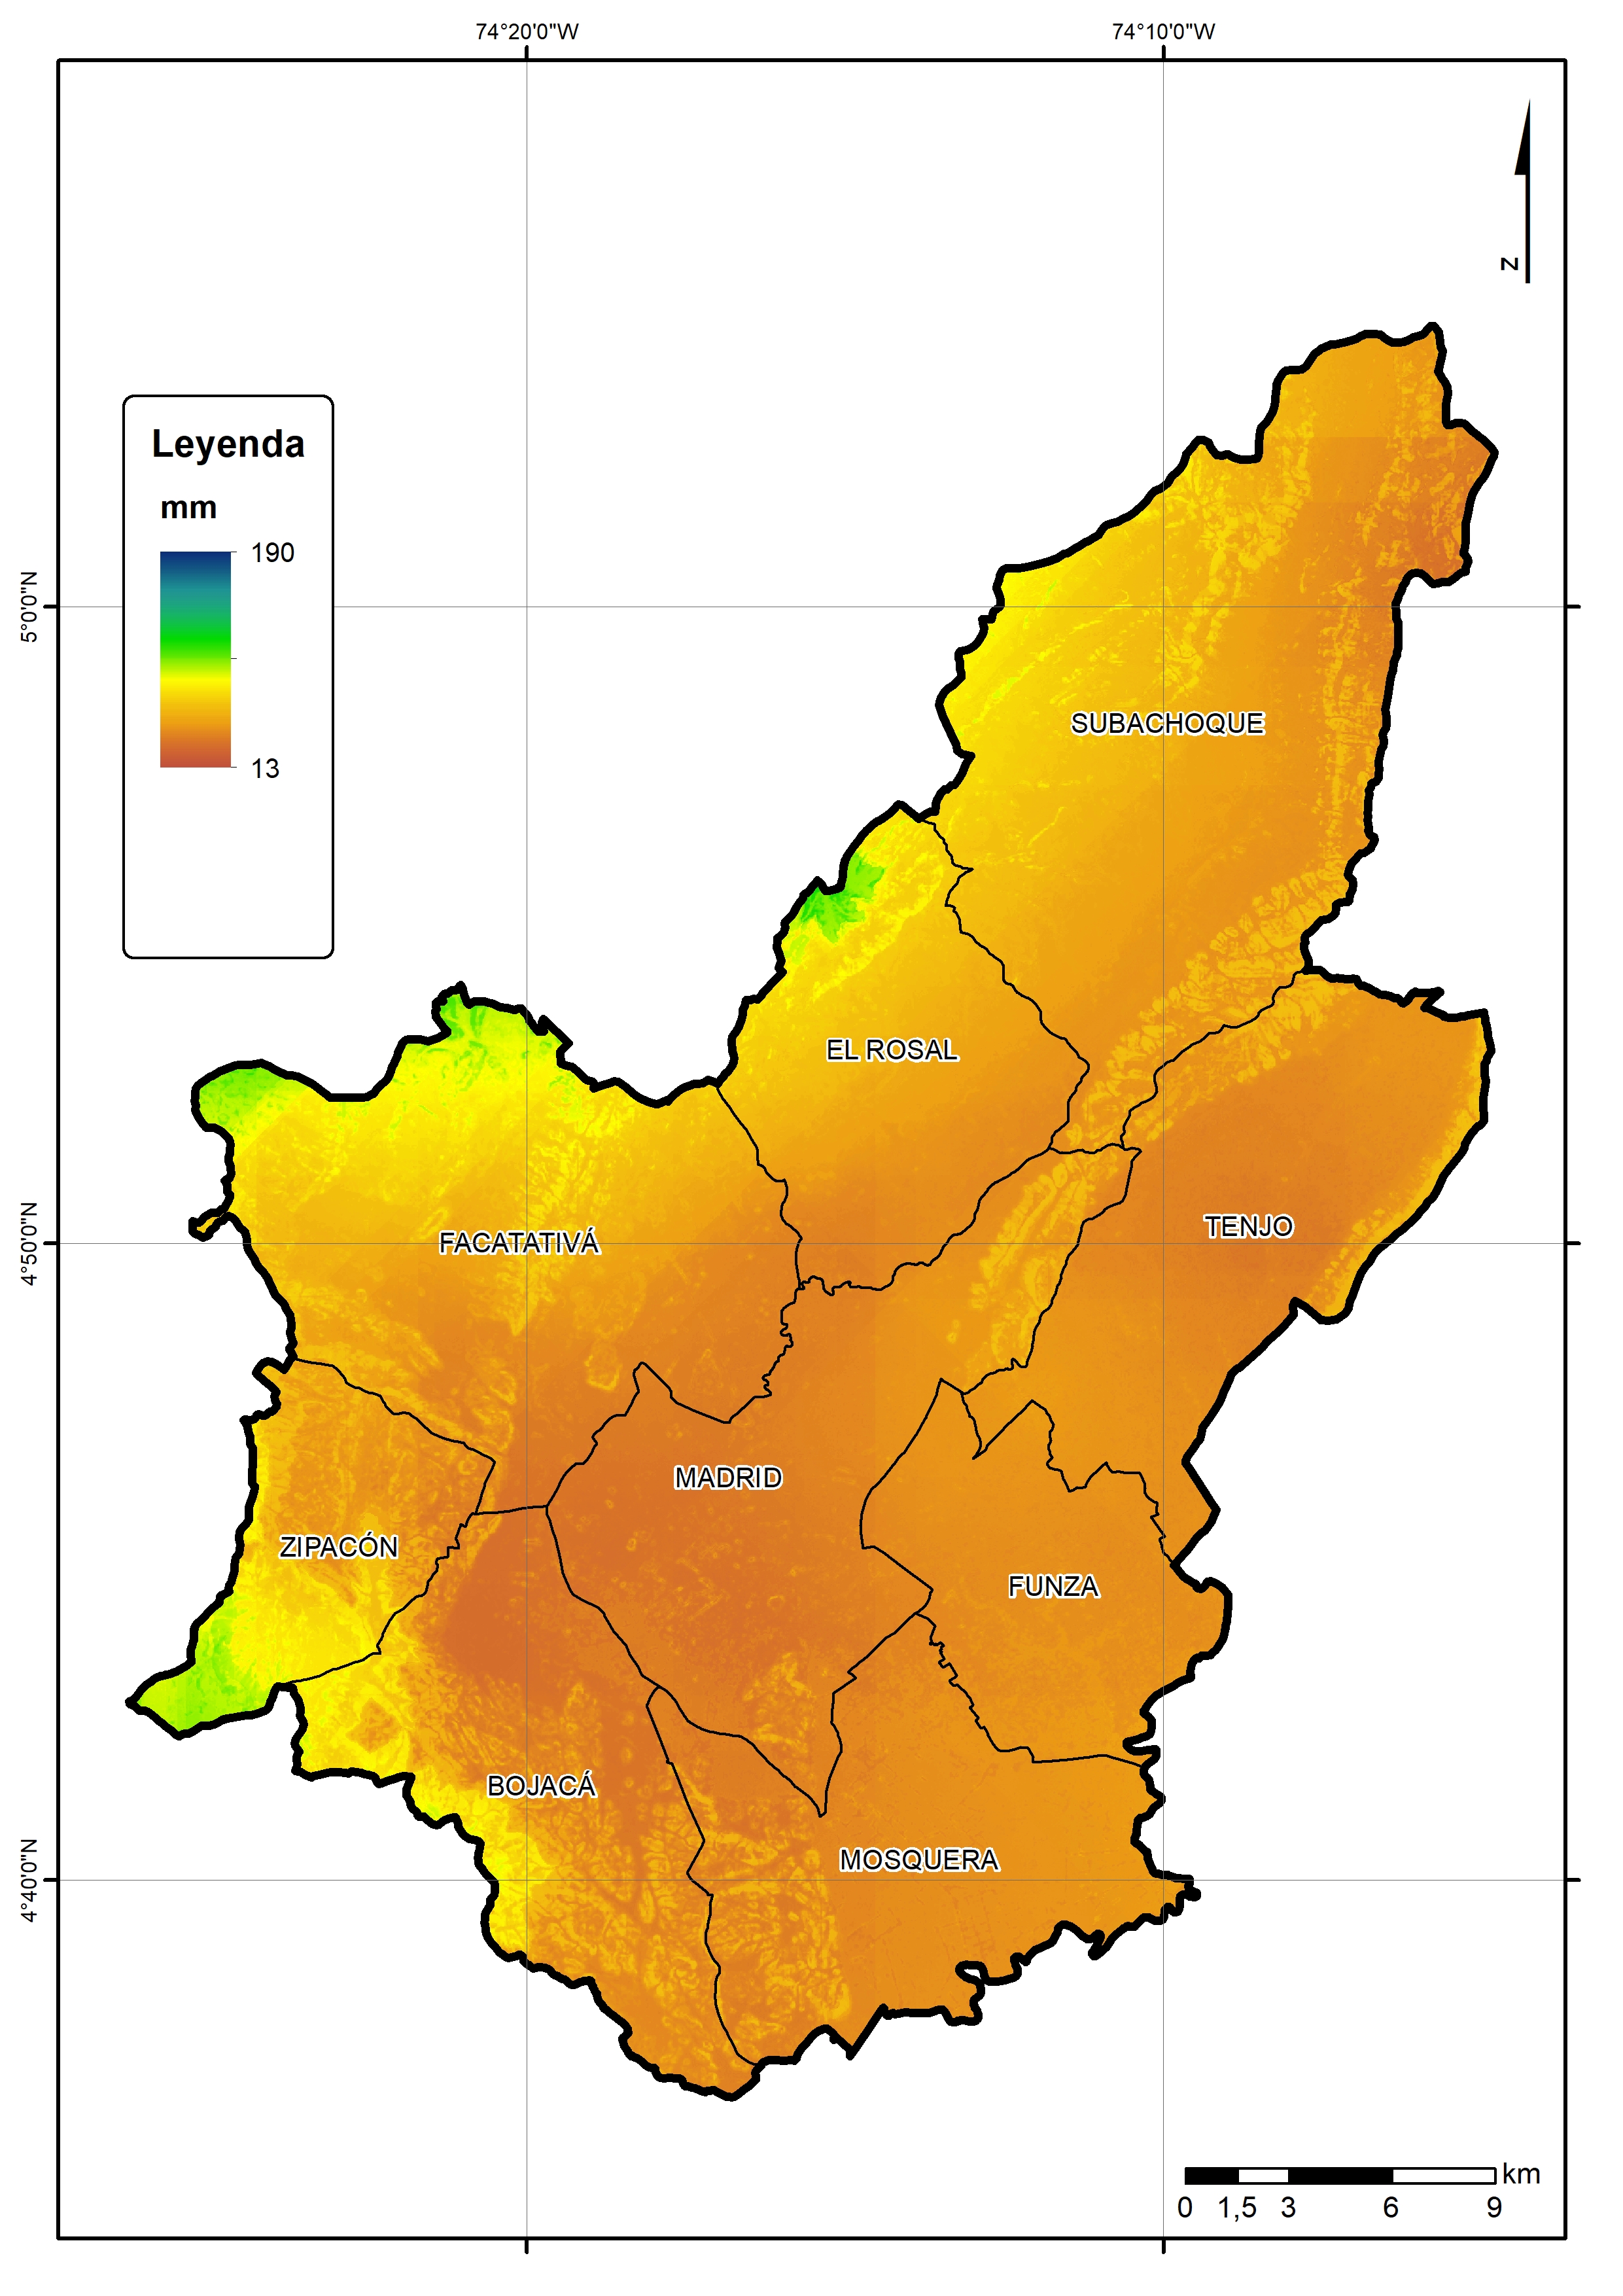 74°20'0"W
74°10'0"W
N
Leyenda
mm
190
13
5°0'0"N
4°50'0"N
4°40'0"N
SUBACHOQUE
EL ROSAL
TENJO
FACATATIVÁ
MADRID
ZIPACÓN
FUNZA
BOJACÁ
MOSQUERA
km
0 1,5 3 6 9